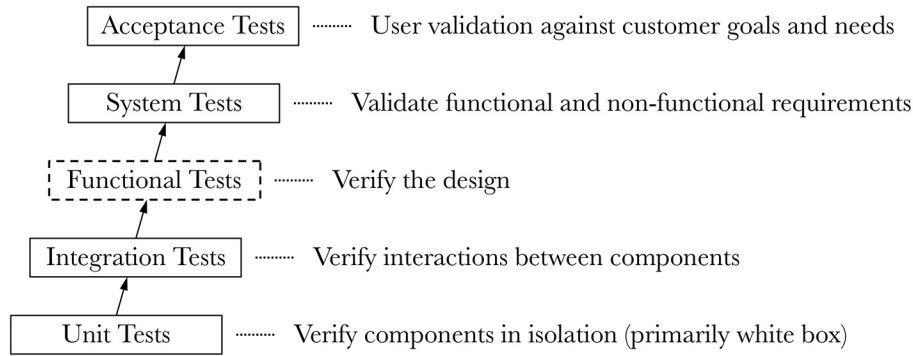 Acceptance Tests User validation against customer goals and needs
System Tests Validate functional and non-functional requirements
Functional Tests Verify the design
Integration Tests Verify interactions between components
Unit Tests Verify components in isolation (primarily white box)